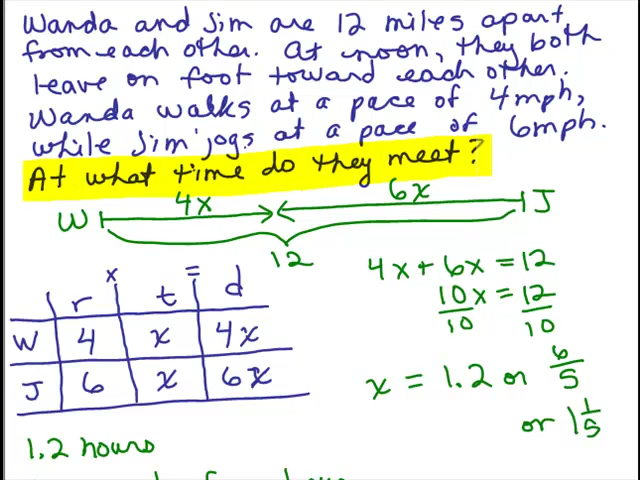 Wanda and Jim are 12 miles apart
from each other. At noon, they both
leave on foot toward each other.
Wanda walks at a pace of 4mph,
while Jim jogs at a pace of 6mph.
At what time do they meet?
4x 6x
W J
12
4x + 6x = 12
10x = 12
10 10
x = 1.2 or 6/5
or 1 1/5
r x t = d
W 4 x 4x
J 6 x 6x
1.2 hours